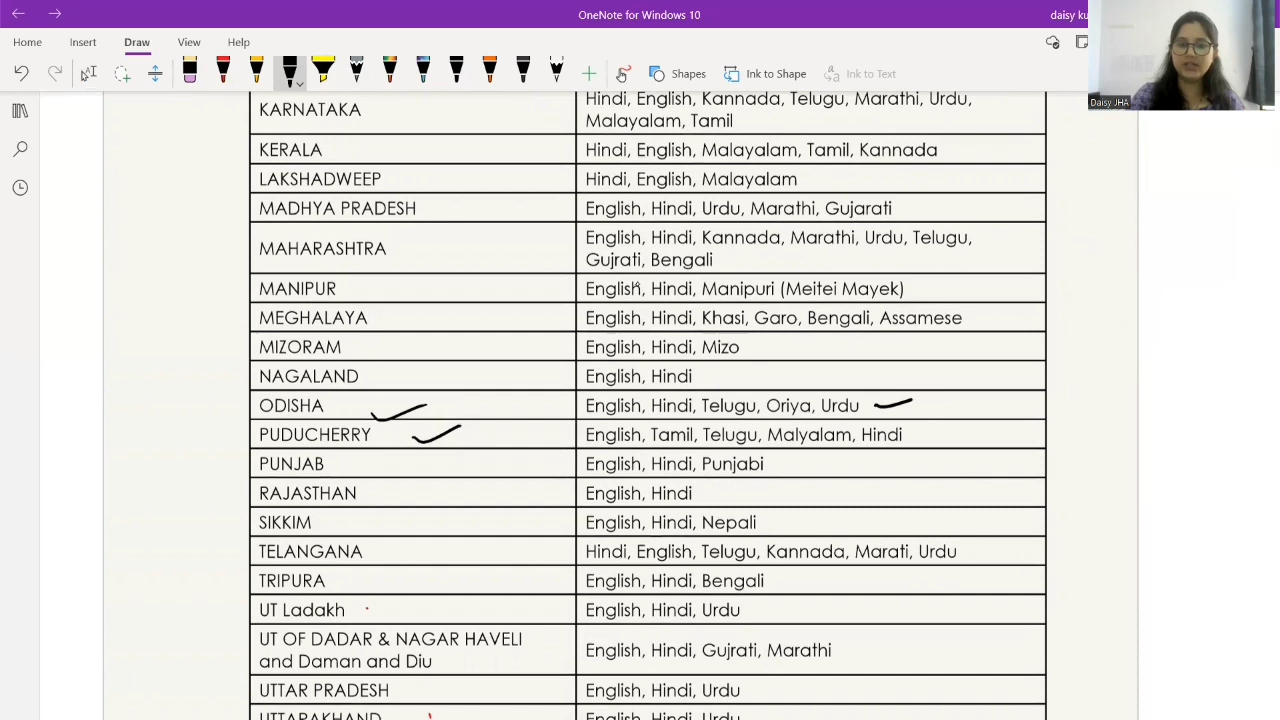 OneNote for Windows 10
daisy ku
Home Insert Draw View Help
Shapes Ink to Shape Ink to Text
Daisy JHA
KARNATAKA
Hindi, English, Kannada, Telugu, Marathi, Urdu,
Malayalam, Tamil
KERALA
Hindi, English, Malayalam, Tamil, Kannada
LAKSHADWEEP
Hindi, English, Malayalam
MADHYA PRADESH
English, Hindi, Urdu, Marathi, Gujarati
MAHARASHTRA
English, Hindi, Kannada, Marathi, Urdu, Telugu,
Gujrati, Bengali
MANIPUR
English, Hindi, Manipuri (Meitei Mayek)
MEGHALAYA
English, Hindi, Khasi, Garo, Bengali, Assamese
MIZORAM
English, Hindi, Mizo
NAGALAND
English, Hindi
ODISHA
English, Hindi, Telugu, Oriya, Urdu
PUDUCHERRY
English, Tamil, Telugu, Malyalam, Hindi
PUNJAB
English, Hindi, Punjabi
RAJASTHAN
English, Hindi
SIKKIM
English, Hindi, Nepali
TELANGANA
Hindi, English, Telugu, Kannada, Marati, Urdu
TRIPURA
English, Hindi, Bengali
UT Ladakh
English, Hindi, Urdu
UT OF DADAR & NAGAR HAVELI
and Daman and Diu
English, Hindi, Gujrati, Marathi
UTTAR PRADESH
English, Hindi, Urdu
UTTARAKHAND
English, Hindi, Urdu